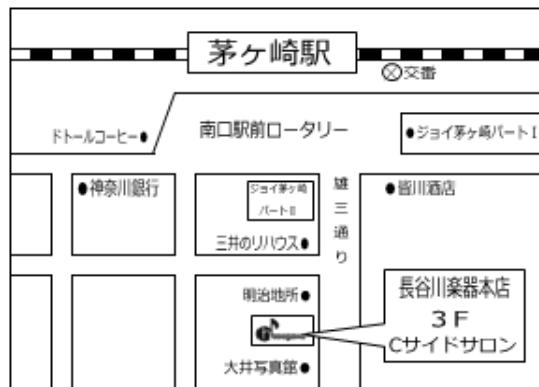 茅ヶ崎駅
交番
南口駅前ロータリー
ドトールコーヒー
ジョイ茅ヶ崎パートⅠ
神奈川銀行
ジョイ茅ヶ崎
パートⅡ
雄三通り
皆川酒店
三井のリハウス
明治地所
長谷川楽器本店
3F
Cサイドサロン
大井写真館